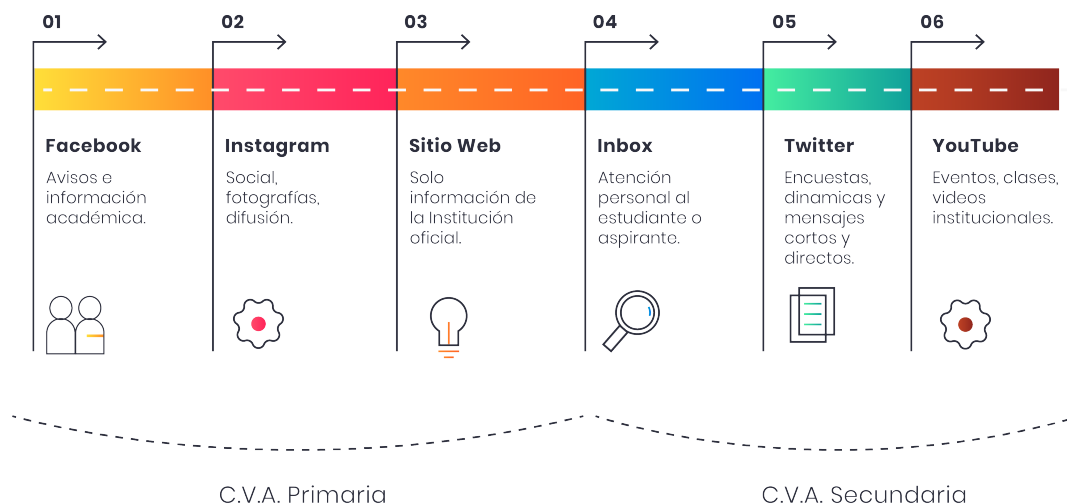 01
Facebook
Avisos e
información
académica.
02
Instagram
Social,
fotografías,
difusión.
03
Sitio Web
Solo
información de
la Institución
oficial.
04
Inbox
Atención
personal al
estudiante o
aspirante.
05
Twitter
Encuestas,
dinamicas y
mensajes
cortos y
directos.
06
YouTube
Eventos, clases,
videos
institucionales.
C.V.A. Primaria
C.V.A. Secundaria